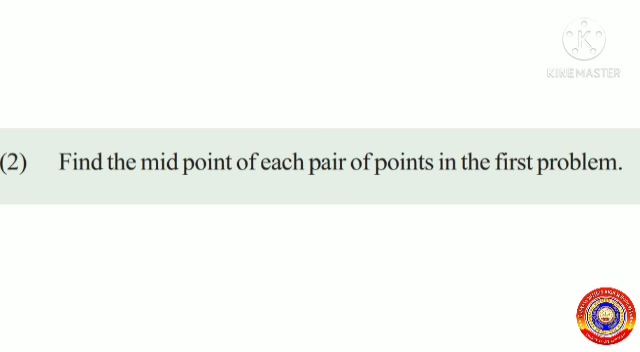 KINEMASTER
(2) Find the mid point of each pair of points in the first problem.